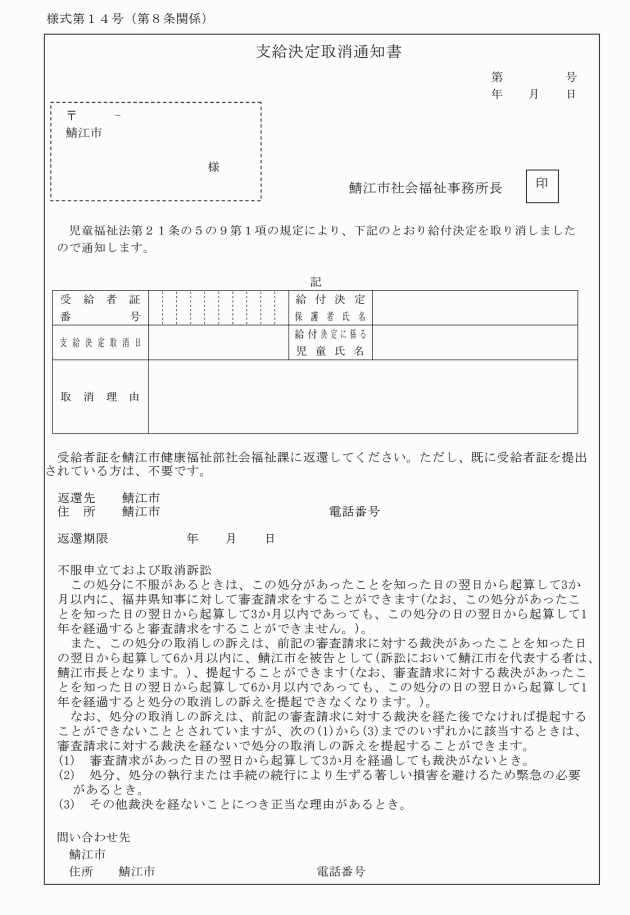 様式第１４号（第８条関係）
支給決定取消通知書
第　　　　　号
年　　月　　日
〒　　　－
鯖江市
様
鯖江市社会福祉事務所長　印
児童福祉法第２１条の５の９第１項の規定により、下記のとおり給付決定を取り消しました
ので通知します。
記
受給者証
番号
給付決定
保護者氏名
支給決定取消日
給付決定に係る
児童氏名
取消理由
受給者証を鯖江市健康福祉部社会福祉課に返還してください。ただし、既に受給者証を提出
されている方は、不要です。
返還先　　鯖江市
住　所　　鯖江市　　　　　　　　　　　　　電話番号
返還期限　　　　　　年　　月　　日
不服申立ておよび取消訴訟
この処分に不服があるときは、この処分があったことを知った日の翌日から起算して3か
月以内に、福井県知事に対して審査請求をすることができます(なお、この処分があったこ
とを知った日の翌日から起算して3か月以内であっても、この処分の日の翌日から起算して1
年を経過すると審査請求をすることができません。)。
また、この処分の取消しの訴えは、前記の審査請求に対する裁決があったことを知った日
の翌日から起算して6か月以内に、鯖江市を被告として(訴訟において鯖江市を代表する者は、
鯖江市長となります。)、提起することができます(なお、審査請求に対する裁決があったこ
とを知った日の翌日から起算して6か月以内であっても、この処分の日の翌日から起算して1
年を経過すると処分の取消しの訴えを提起できなくなります。)。
なお、処分の取消しの訴えは、前記の審査請求に対する裁決を経た後でなければ提起する
ことができないこととされていますが、次の(1)から(3)までのいずれかに該当するときは、
審査請求に対する裁決を経ないで処分の取消しの訴えを提起することができます。
(1)　審査請求があった日の翌日から起算して3か月を経過しても裁決がないとき。
(2)　処分、処分の執行または手続の続行により生ずる著しい損害を避けるため緊急の必要
があるとき。
(3)　その他裁決を経ないことにつき正当な理由があるとき。
問い合わせ先
鯖江市
住所　　鯖江市　　　　　　　　　　　　　電話番号